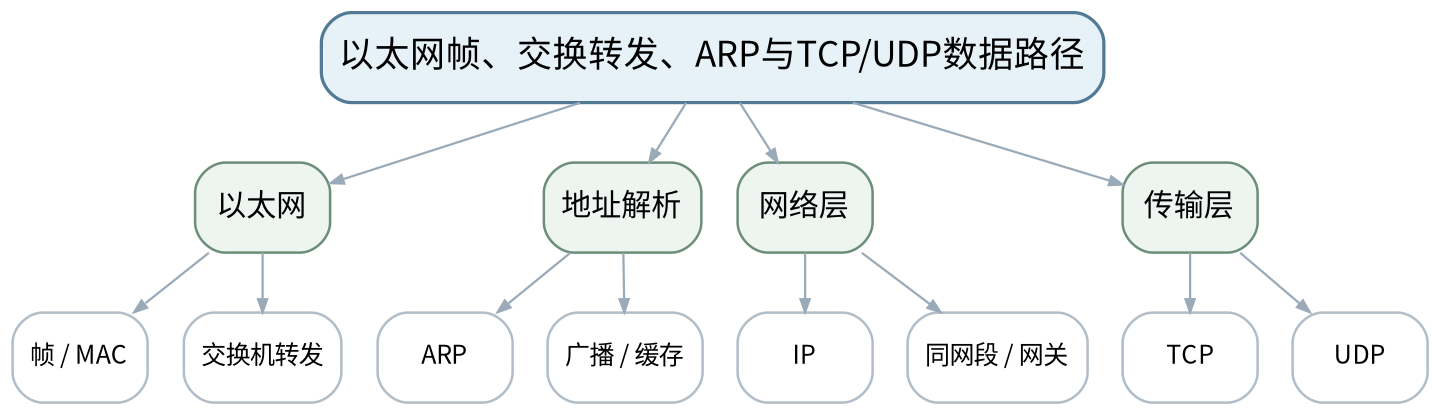 以太网帧、交换转发、ARP与TCP/UDP数据路径
以太网
地址解析
网络层
传输层
帧 / MAC
交换机转发
ARP
广播 / 缓存
IP
同网段 / 网关
TCP
UDP